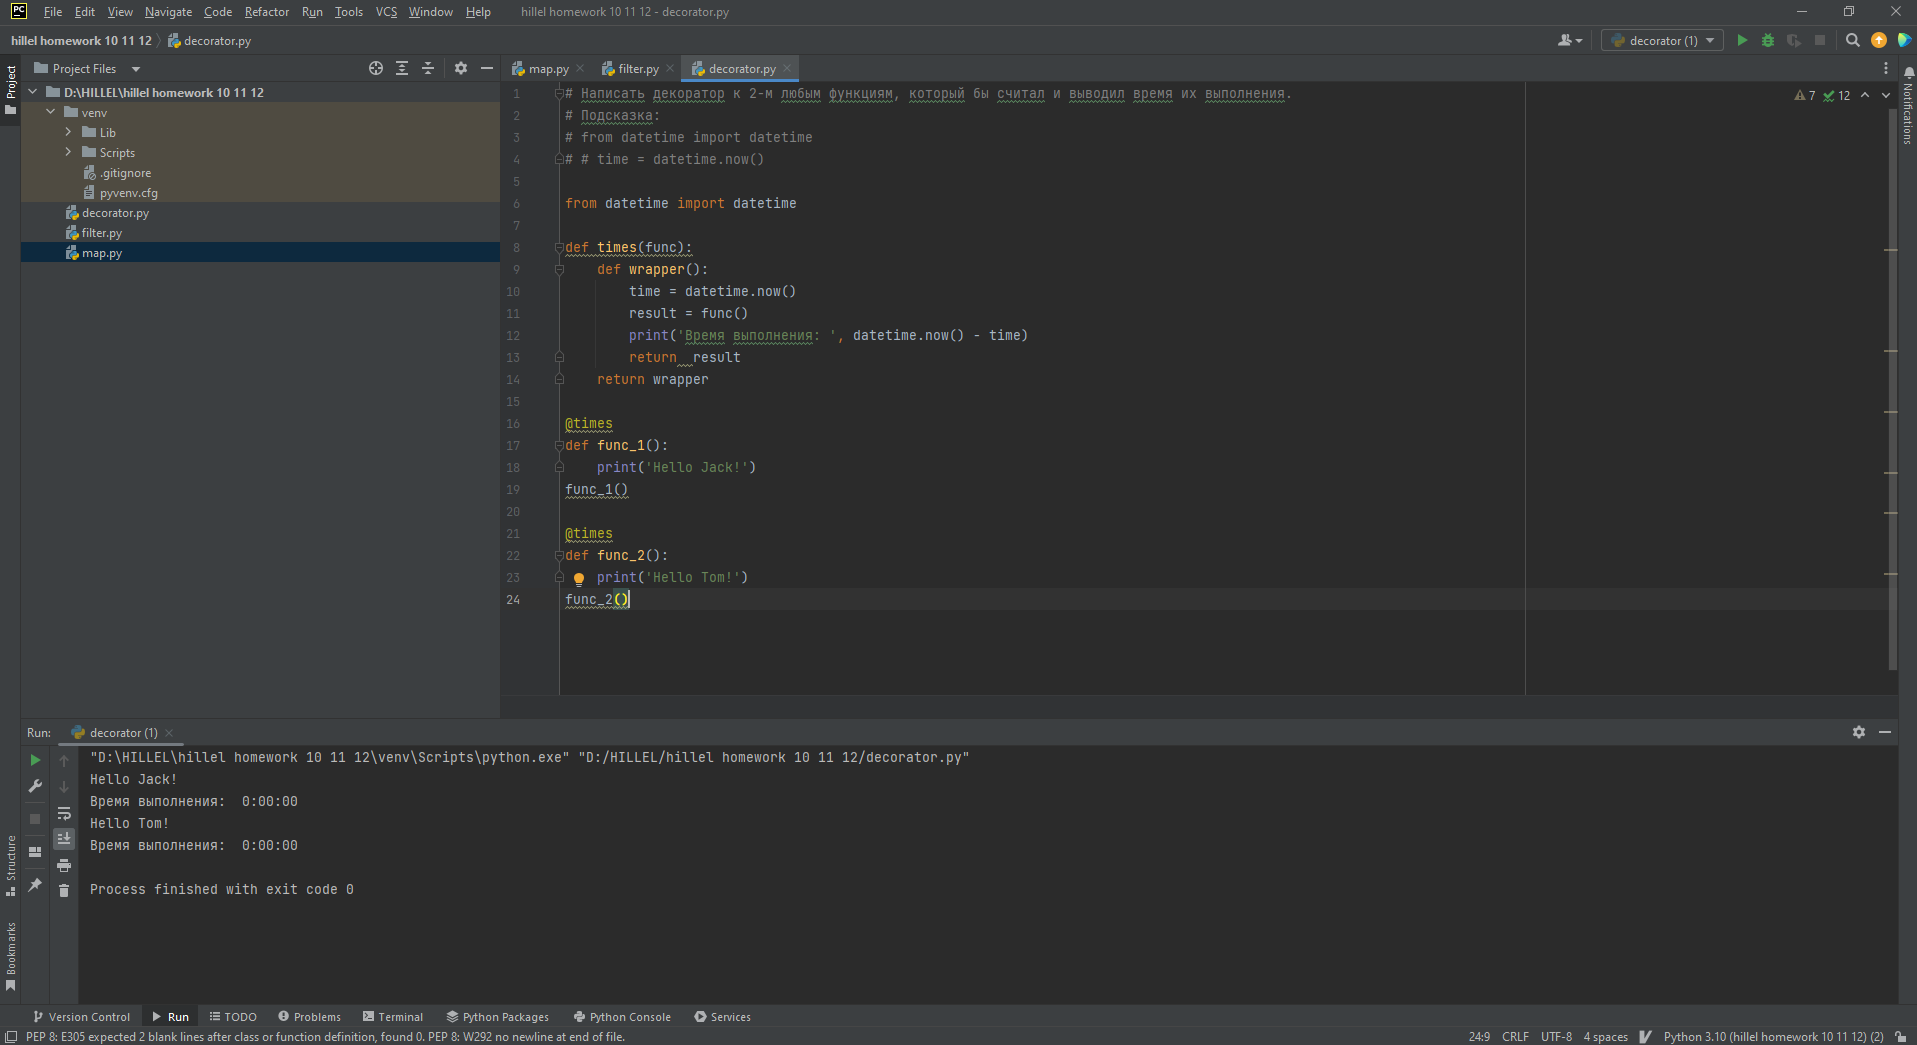 PC File Edit View Navigate Code Refactor Run Tools VCS Window Help hillel homework 10 11 12 - decorator.py
hillel homework 10 11 12 decorator.py decorator (1)
Project
Project Files
map.py filter.py decorator.py
D:\HILLEL\hillel homework 10 11 12
venv
Lib
Scripts
.gitignore
pyvenv.cfg
decorator.py
filter.py
map.py
7 12
Notifications
1 # Написать декоратор к 2-м любым функциям, который бы считал и выводил время их выполнения.
2 # Подсказка:
3 # from datetime import datetime
4 # # time = datetime.now()
5
6 from datetime import datetime
7
8 def times(func):
9     def wrapper():
10         time = datetime.now()
11         result = func()
12         print('Время выполнения: ', datetime.now() - time)
13         return  result
14     return wrapper
15
16 @times
17 def func_1():
18     print('Hello Jack!')
19 func_1()
20
21 @times
22 def func_2():
23     print('Hello Tom!')
24 func_2()
Run: decorator (1)
"D:\HILLEL\hillel homework 10 11 12\venv\Scripts\python.exe" "D:/HILLEL/hillel homework 10 11 12/decorator.py"
Hello Jack!
Время выполнения:  0:00:00
Hello Tom!
Время выполнения:  0:00:00
Process finished with exit code 0
Structure
Bookmarks
Version Control Run TODO Problems Terminal Python Packages Python Console Services
PEP 8: E305 expected 2 blank lines after class or function definition, found 0. PEP 8: W292 no newline at end of file. 24:9 CRLF UTF-8 4 spaces Python 3.10 (hillel homework 10 11 12) (2)